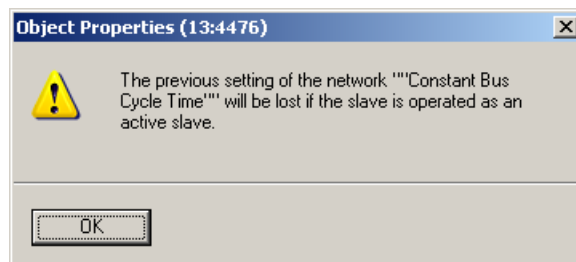 Object Properties (13:4476)
The previous setting of the network ""Constant Bus
Cycle Time"" will be lost if the slave is operated as an
active slave.
OK